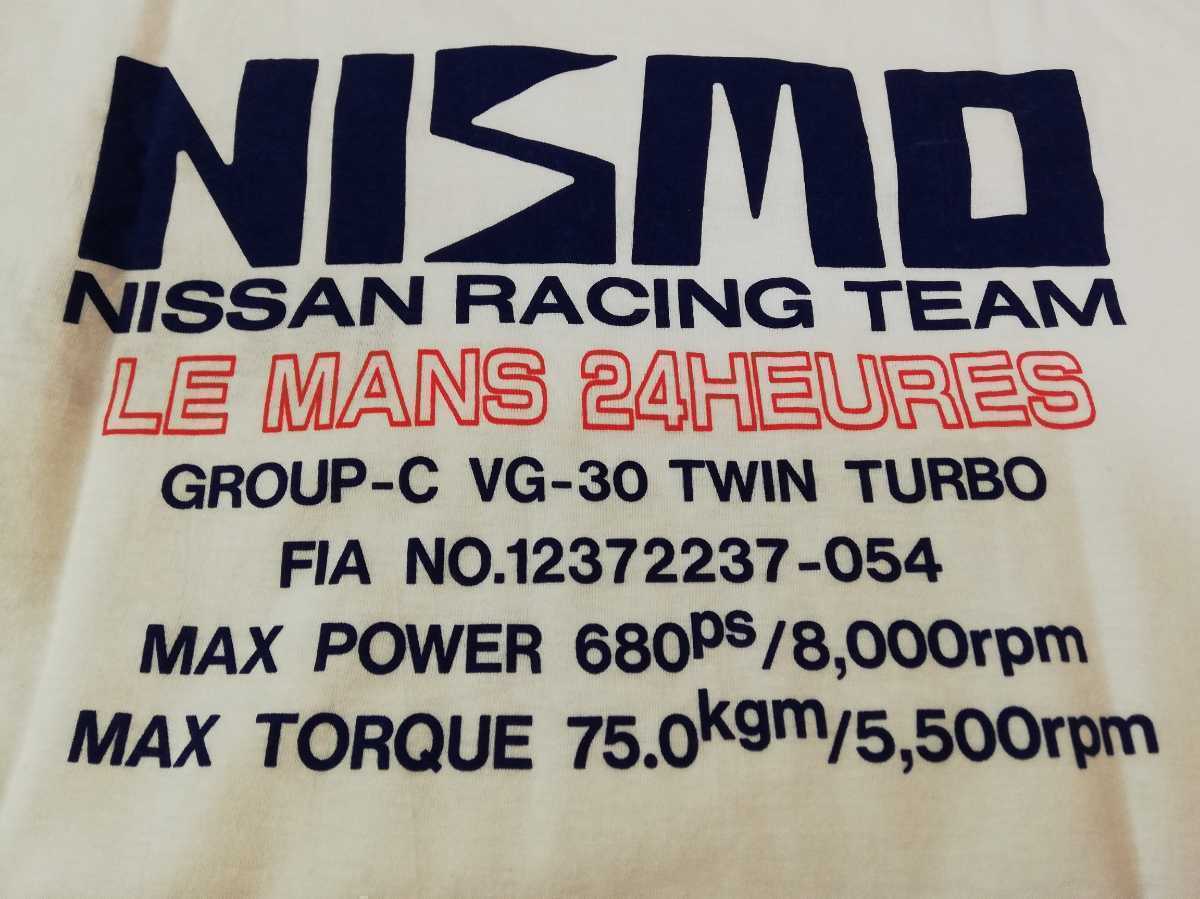 NISMO
NISSAN RACING TEAM
LE MANS 24HEURES
GROUP-C VG-30 TWIN TURBO
FIA NO.12372237-054
MAX POWER 680ps/8,000rpm
MAX TORQUE 75.0kgm/5,500rpm